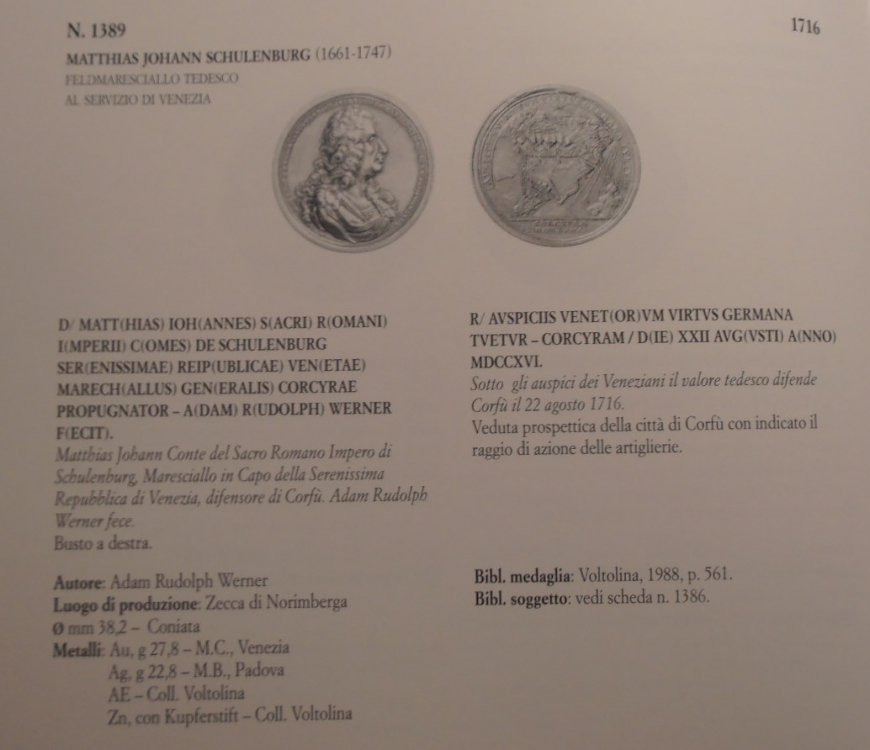 N. 1389
1716
MATTHIAS JOHANN SCHULENBURG (1661-1747)
FELDMARESCIALLO TEDESCO
AL SERVIZIO DI VENEZIA
D/ MATT(HIAS) IOH(ANNES) S(ACRI) R(OMANI)
I(MPERII) C(OMES) DE SCHULENBURG
SER(ENISSIMAE) REIP(UBLICAE) VEN(ETAE)
MARECH(ALLUS) GEN(ERALIS) CORCYRAE
PROPUGNATOR – A(DAM) R(UDOLPH) WERNER
F(ECIT).
Matthias Johann Conte del Sacro Romano Impero di
Schulenburg, Maresciallo in Capo della Serenissima
Repubblica di Venezia, difensore di Corfù. Adam Rudolph
Werner fece.
Busto a destra.
Autore: Adam Rudolph Werner
Luogo di produzione: Zecca di Norimberga
Ø mm 38,2 – Coniata
Metalli: Au, g 27,8 – M.C., Venezia
Ag, g 22,8 – M.B., Padova
AE – Coll. Voltolina
Zn, con Kupferstift – Coll. Voltolina
R/ AVSPICIIS VENET(OR)VM VIRTVS GERMANA
TVETVR – CORCYRAM / D(IE) XXII AVG(VSTI) A(NNO)
MDCCXVI.
Sotto gli auspici dei Veneziani il valore tedesco difende
Corfù il 22 agosto 1716.
Veduta prospettica della città di Corfù con indicato il
raggio di azione delle artiglierie.
Bibl. medaglia: Voltolina, 1988, p. 561.
Bibl. soggetto: vedi scheda n. 1386.